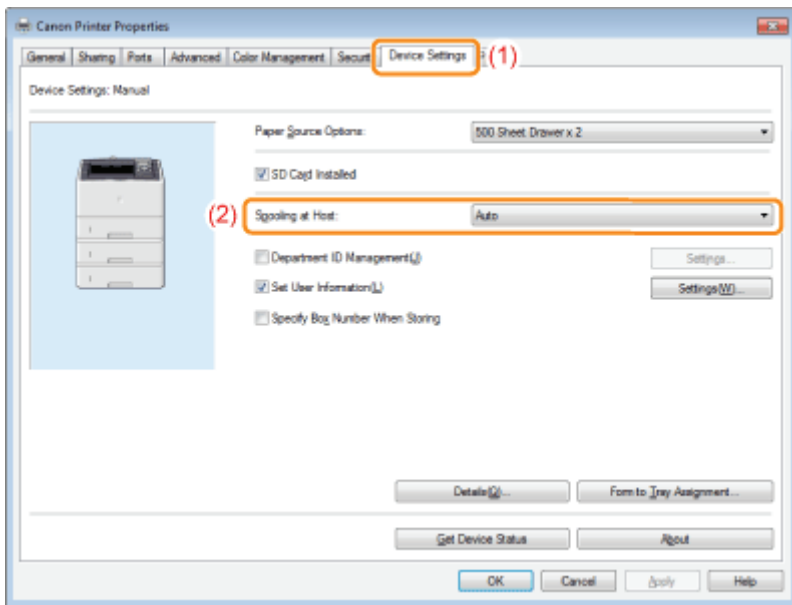 Canon Printer Properties
General Sharing Ports Advanced Color Management Securit Device Settings (1)
Device Settings: Manual
Paper Source Options: 500 Sheet Drawer x 2
SD Card Installed
(2) Spooling at Host: Auto
Department ID Management(J) Settings...
Set User Information(L) Settings(W)...
Specify Box Number When Storing
Details(Q)... Form to Tray Assignment...
Get Device Status About
OK Cancel Apply Help